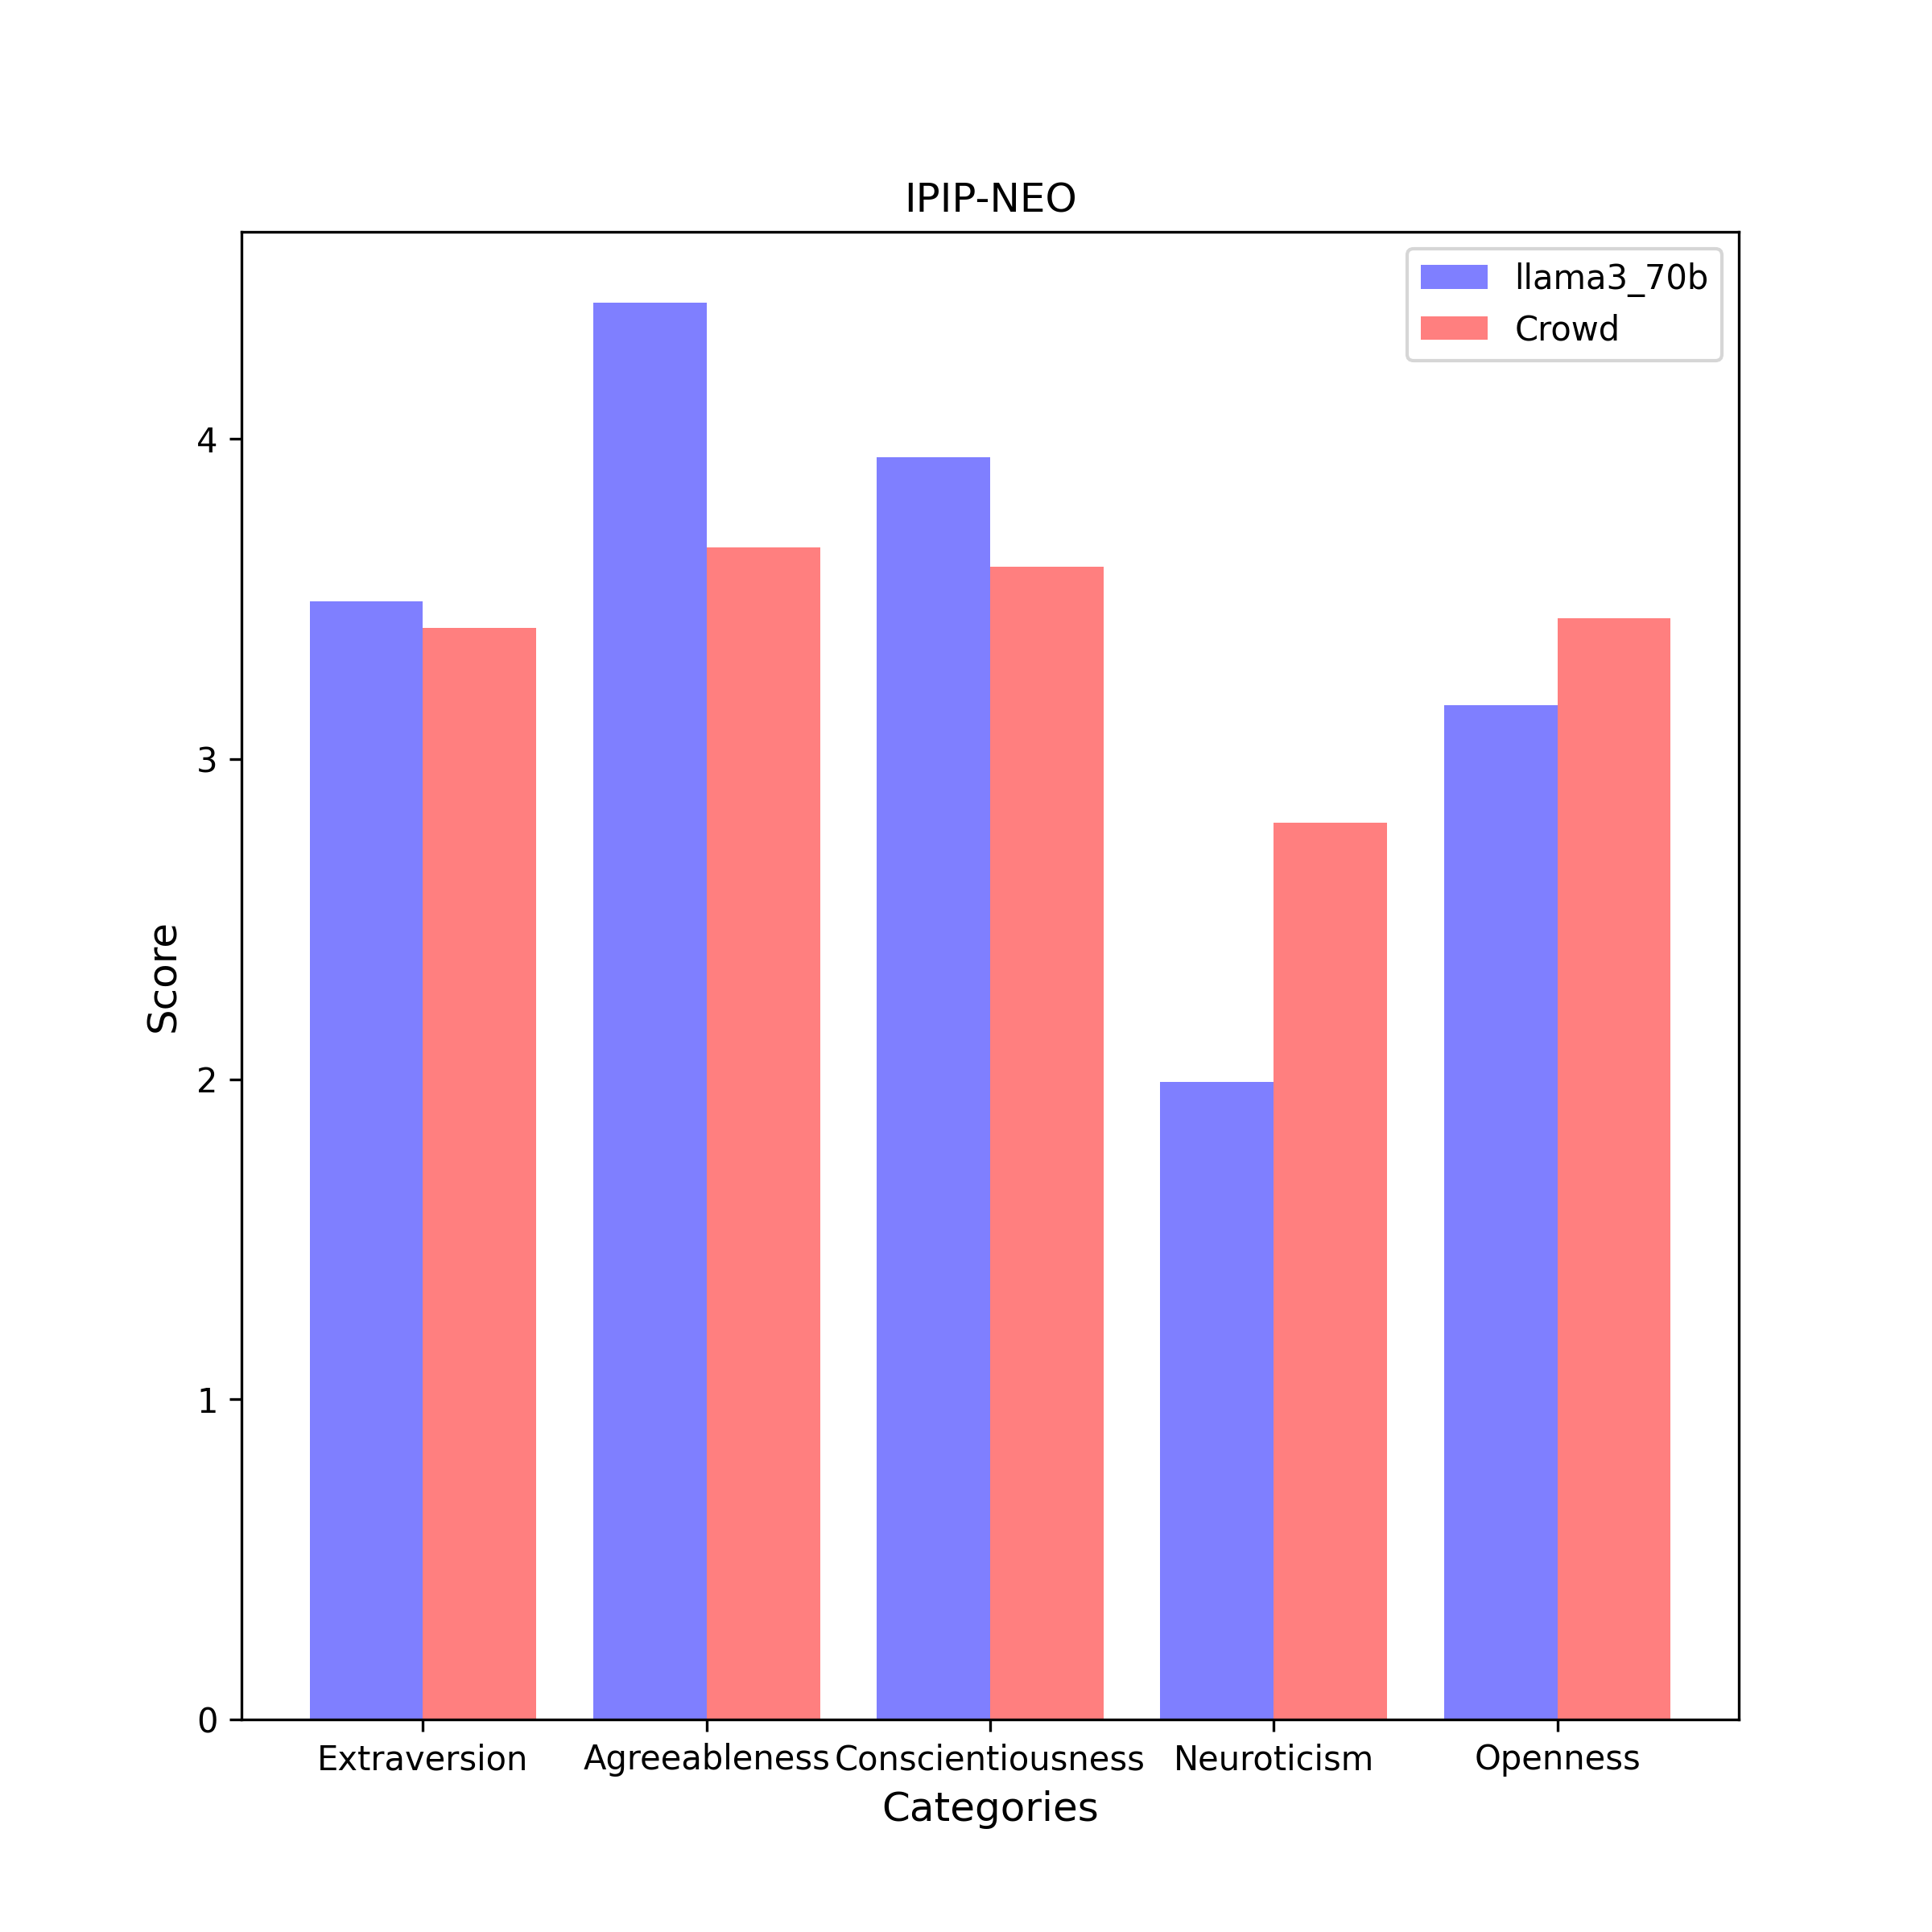 IPIP-NEO
llama3_70b
Crowd
4
3
2
1
0
Score
Extraversion Agreeableness Conscientiousness Neuroticism Openness
Categories